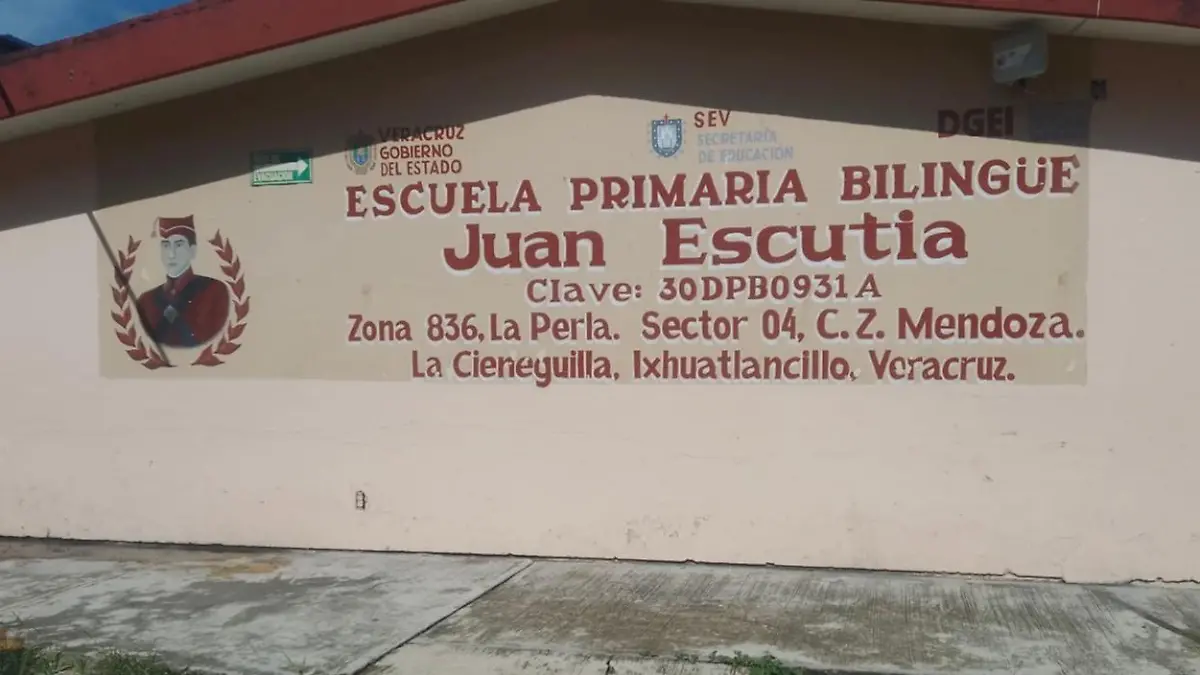 VERACRUZ
GOBIERNO
DEL ESTADO
SEV
SECRETARÍA
DE EDUCACIÓN
DGEI
ESCUELA PRIMARIA BILINGÜE
Juan Escutia
Clave: 30DPB0931A
Zona 836, La Perla. Sector 04, C. Z. Mendoza.
La Cieneguilla, Ixhuatlancillo, Veracruz.